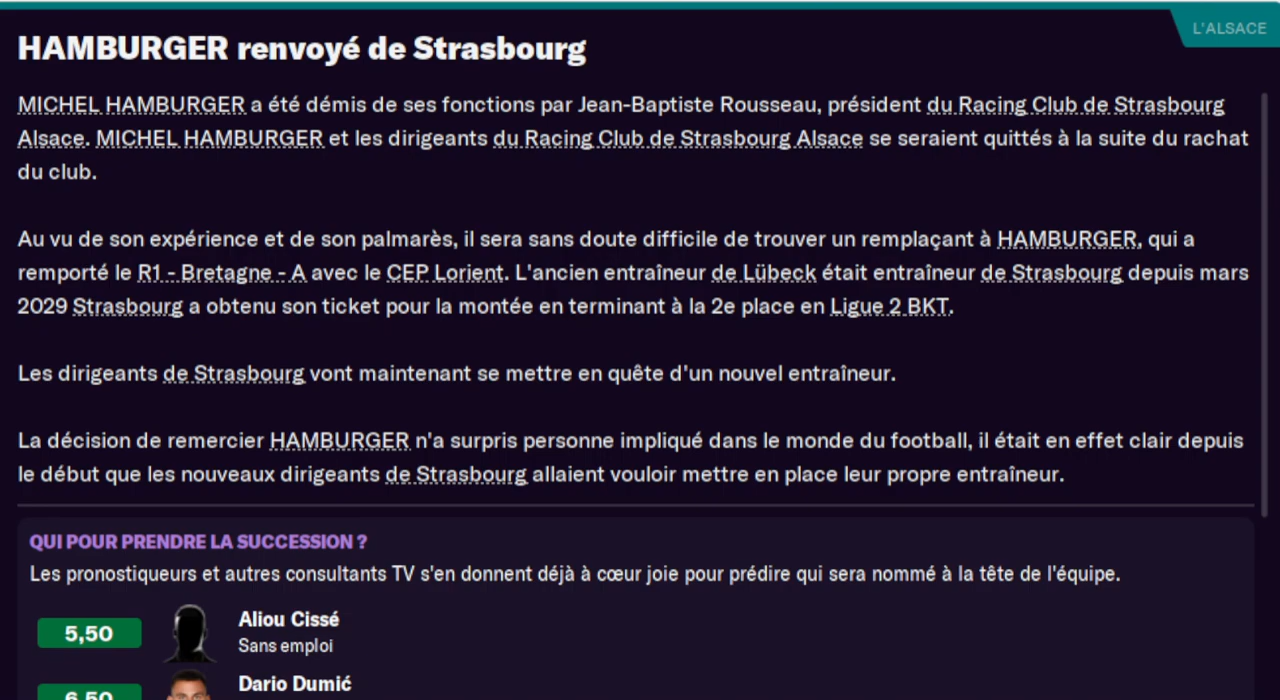 L'ALSACE
HAMBURGER renvoyé de Strasbourg
MICHEL HAMBURGER a été démis de ses fonctions par Jean-Baptiste Rousseau, président du Racing Club de Strasbourg
Alsace. MICHEL HAMBURGER et les dirigeants du Racing Club de Strasbourg Alsace se seraient quittés à la suite du rachat
du club.
Au vu de son expérience et de son palmarès, il sera sans doute difficile de trouver un remplaçant à HAMBURGER, qui a
remporté le R1 - Bretagne - A avec le CEP Lorient. L'ancien entraîneur de Lübeck était entraîneur de Strasbourg depuis mars
2029 Strasbourg a obtenu son ticket pour la montée en terminant à la 2e place en Ligue 2 BKT.
Les dirigeants de Strasbourg vont maintenant se mettre en quête d'un nouvel entraîneur.
La décision de remercier HAMBURGER n'a surpris personne impliqué dans le monde du football, il était en effet clair depuis
le début que les nouveaux dirigeants de Strasbourg allaient vouloir mettre en place leur propre entraîneur.
QUI POUR PRENDRE LA SUCCESSION ?
Les pronostiqueurs et autres consultants TV s'en donnent déjà à cœur joie pour prédire qui sera nommé à la tête de l'équipe.
5,50
Aliou Cissé
Sans emploi
6,50
Dario Dumić